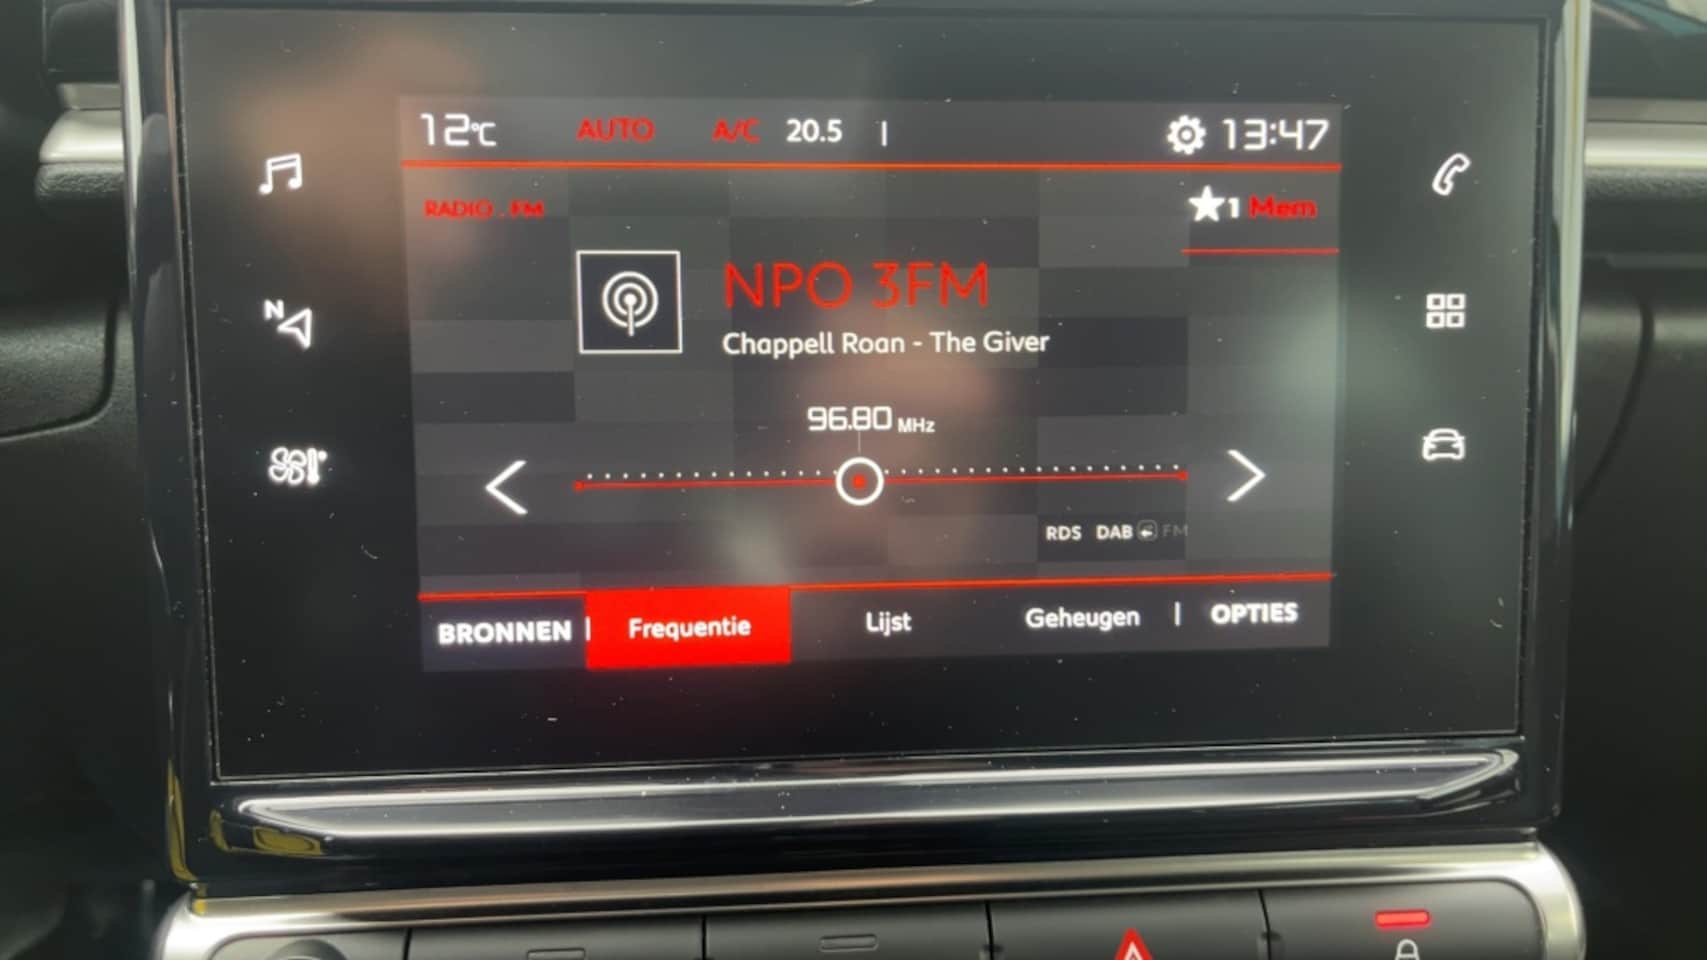 12°C AUTO A/C 20.5 13:47
RADIO . FM 1 Mem
NPO 3FM
Chappell Roan - The Giver
N
96.80 MHz
RDS DAB FM
BRONNEN Frequentie Lijst Geheugen OPTIES